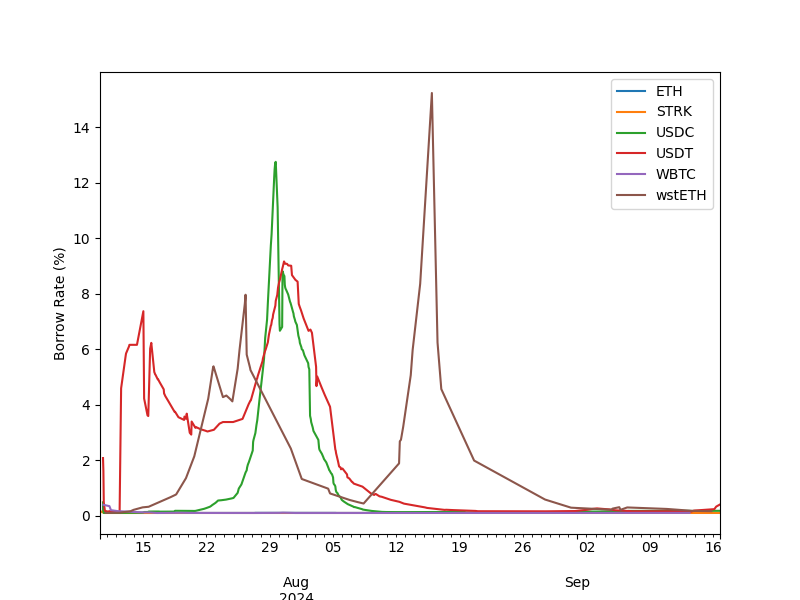 ETH
STRK
USDC
USDT
WBTC
wstETH
Borrow Rate (%)
14
12
10
8
6
4
2
0
15 22 29 05 12 19 26 02 09 16
Aug Sep
2024